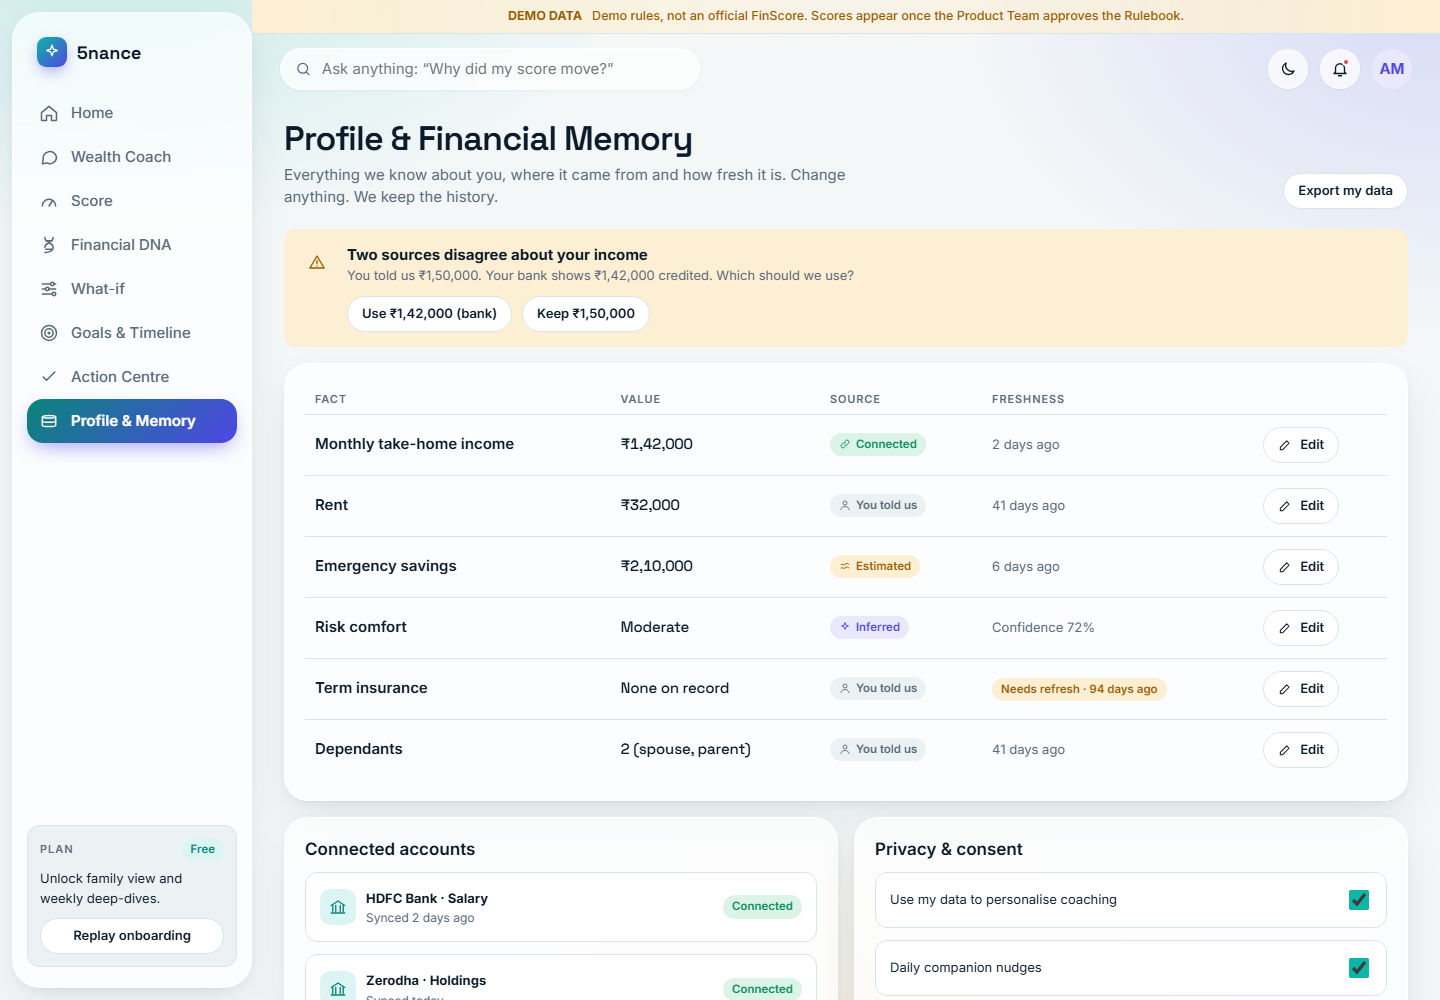 DEMO DATA Demo rules, not an official FinScore. Scores appear once the Product Team approves the Rulebook.
5nance
Ask anything: “Why did my score move?”
AM
Home
Wealth Coach
Score
Financial DNA
What-if
Goals & Timeline
Action Centre
Profile & Memory
PLAN Free
Unlock family view and
weekly deep-dives.
Replay onboarding
Profile & Financial Memory
Everything we know about you, where it came from and how fresh it is. Change
anything. We keep the history.
Export my data
Two sources disagree about your income
You told us ₹1,50,000. Your bank shows ₹1,42,000 credited. Which should we use?
Use ₹1,42,000 (bank) Keep ₹1,50,000
FACT VALUE SOURCE FRESHNESS
Monthly take-home income ₹1,42,000 Connected 2 days ago Edit
Rent ₹32,000 You told us 41 days ago Edit
Emergency savings ₹2,10,000 Estimated 6 days ago Edit
Risk comfort Moderate Inferred Confidence 72% Edit
Term insurance None on record You told us Needs refresh · 94 days ago Edit
Dependants 2 (spouse, parent) You told us 41 days ago Edit
Connected accounts
HDFC Bank · Salary Connected
Synced 2 days ago
Zerodha · Holdings Connected
Synced today
Privacy & consent
Use my data to personalise coaching
Daily companion nudges